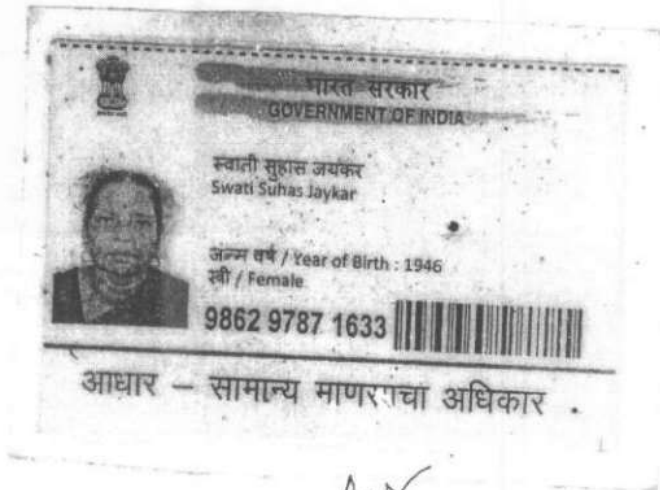 भारत सरकार
GOVERNMENT OF INDIA
स्वाती सुहास जयकर
Swati Suhas Jaykar
जन्म वर्ष / Year of Birth : 1946
स्त्री / Female
9862 9787 1633
आधार – सामान्य माणसाचा अधिकार